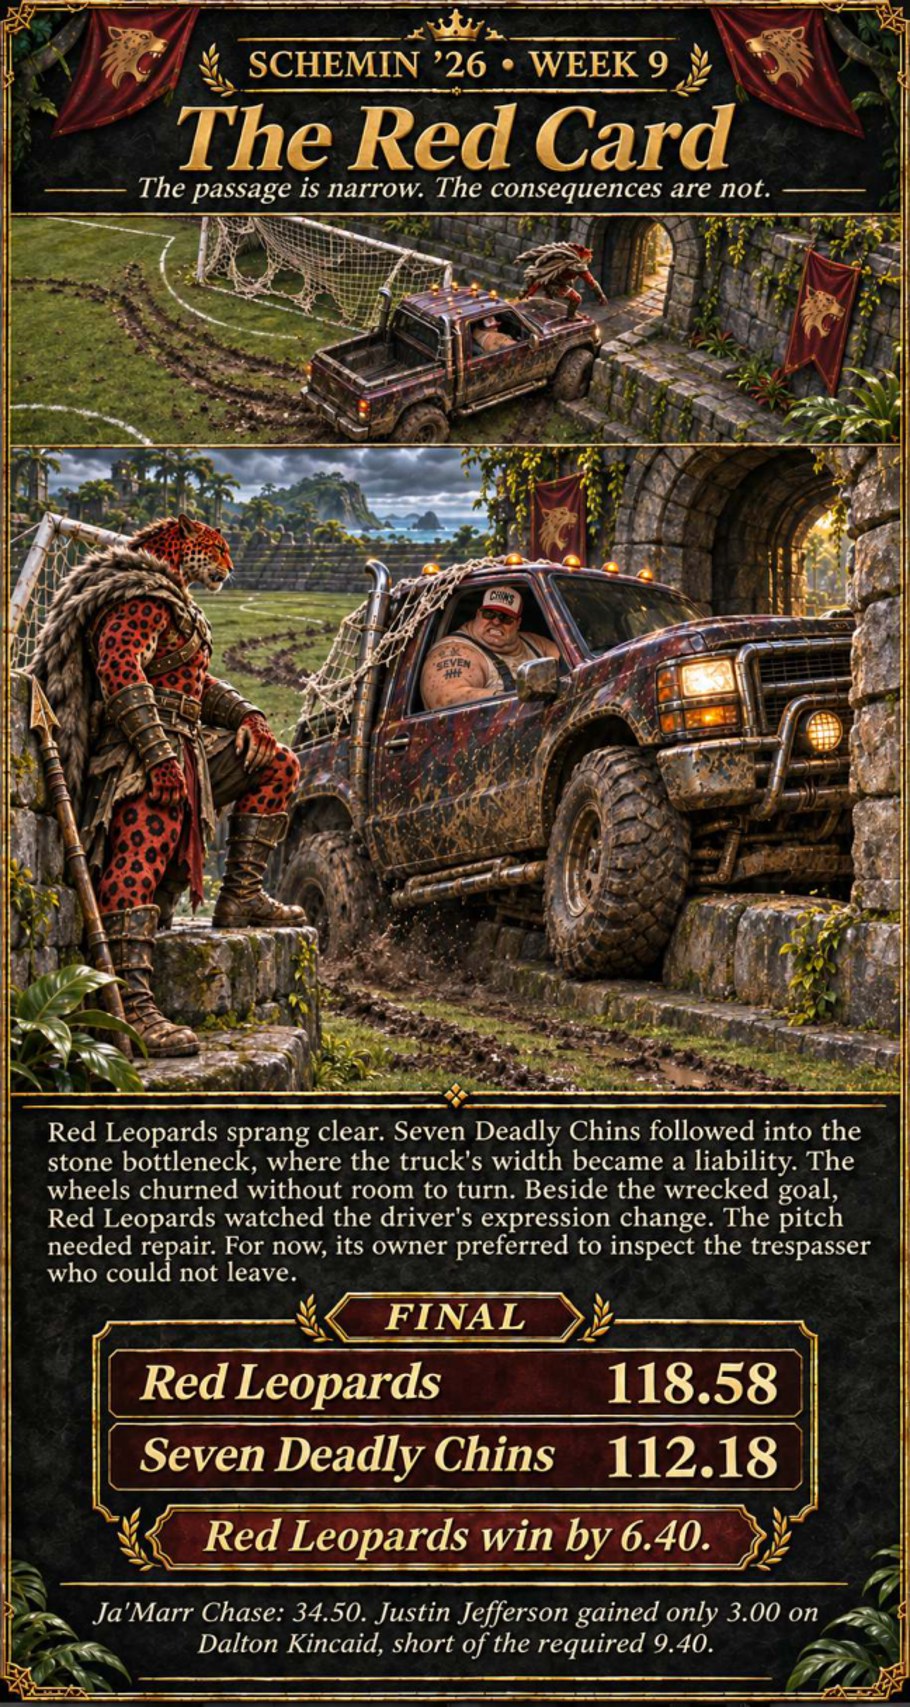 SCHEMIN '26 • WEEK 9
The Red Card
The passage is narrow. The consequences are not.
CHINS
SEVEN
Red Leopards sprang clear. Seven Deadly Chins followed into the
stone bottleneck, where the truck's width became a liability. The
wheels churned without room to turn. Beside the wrecked goal,
Red Leopards watched the driver's expression change. The pitch
needed repair. For now, its owner preferred to inspect the trespasser
who could not leave.
FINAL
Red Leopards 118.58
Seven Deadly Chins 112.18
Red Leopards win by 6.40.
Ja'Marr Chase: 34.50. Justin Jefferson gained only 3.00 on
Dalton Kincaid, short of the required 9.40.